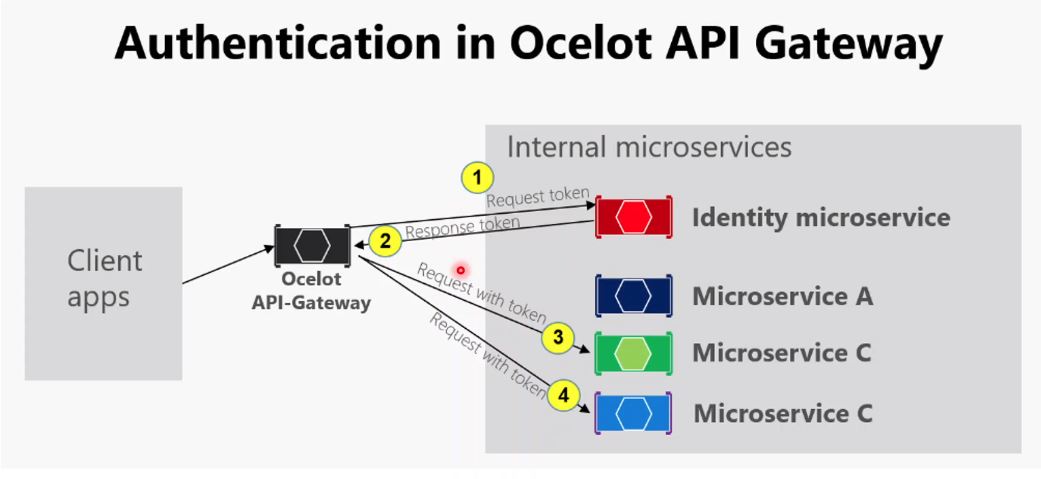 Authentication in Ocelot API Gateway
Internal microservices
1
Request token
Identity microservice
2
Response token
Client
apps
Ocelot
API-Gateway
Request with token
3
Microservice A
Microservice C
Request with token
4
Microservice C